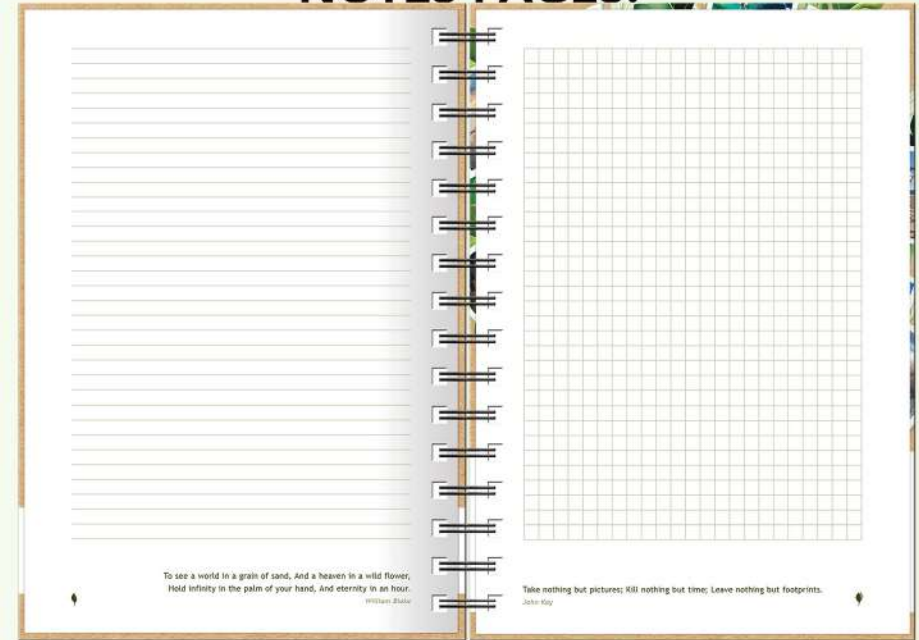 NOTES PAGES:
To see a world in a grain of sand, And a heaven in a wild flower,
Hold infinity in the palm of your hand, And eternity in an hour.
William Blake
Take nothing but pictures; Kill nothing but time; Leave nothing but footprints.
John Kay